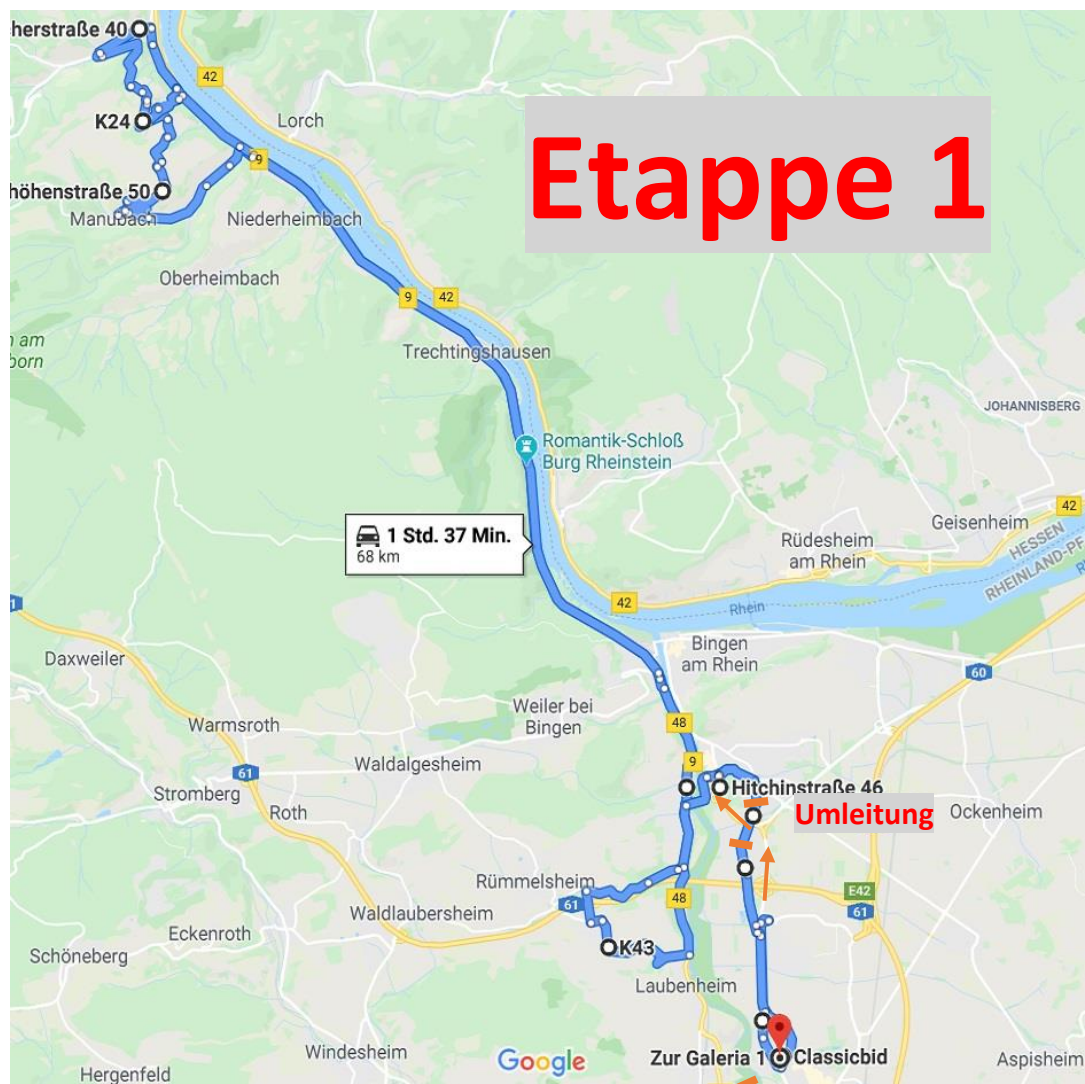 herstraße 40
42
Lorch
K24
Etappe 1
9
höhenstraße 50
Manubach
Niederheimbach
Oberheimbach
9
42
n am
born
Trechtingshausen
JOHANNISBERG
Romantik-Schloß
Burg Rheinstein
42
Geisenheim
HESSEN
RHEINLAND-PF
1 Std. 37 Min.
68 km
Rüdesheim
am Rhein
42
Rhein
Bingen
am Rhein
Daxweiler
60
Weiler bei
Bingen
48
Warmsroth
9
Waldalgesheim
61
Stromberg
Roth
Hitchinstraße 46
Umleitung
Ockenheim
Rümmelsheim
E42
61
61
48
Waldlaubersheim
Eckenroth
Schöneberg
K43
Laubenheim
Windesheim
Google
Zur Galeria 1
Classicbid
Aspisheim
Hergenfeld